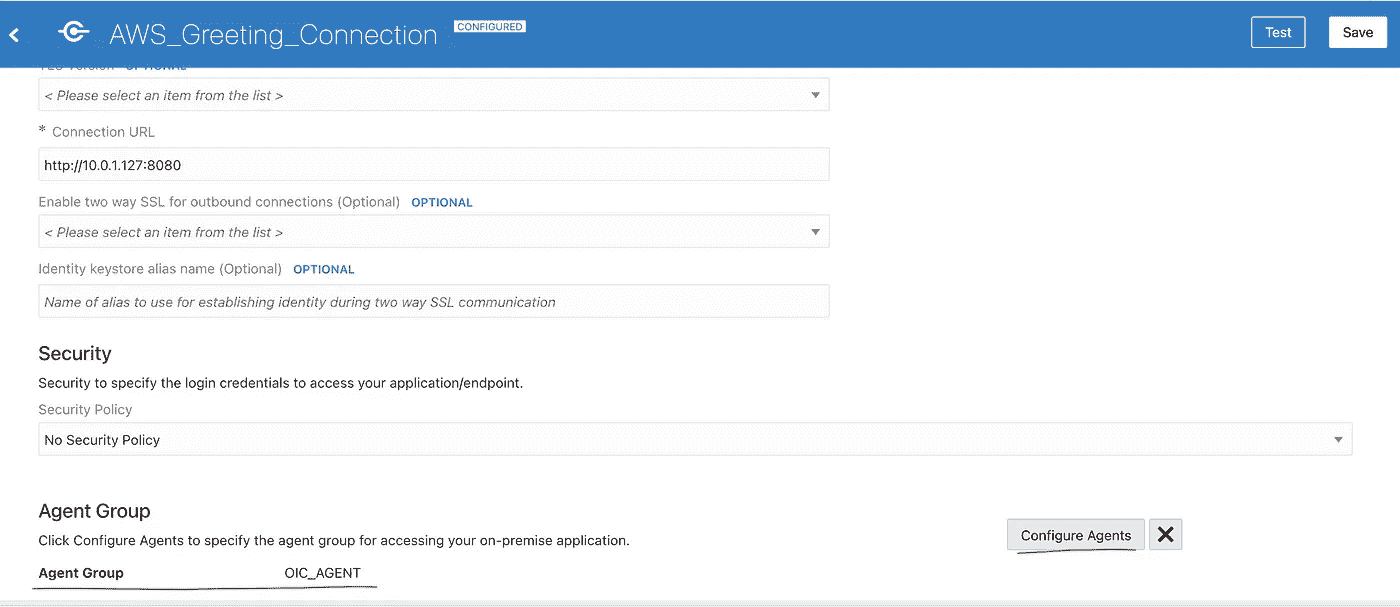 AWS_Greeting_Connection CONFIGURED Test Save
TLS Version OPTIONAL
< Please select an item from the list >
* Connection URL
http://10.0.1.127:8080
Enable two way SSL for outbound connections (Optional) OPTIONAL
< Please select an item from the list >
Identity keystore alias name (Optional) OPTIONAL
Name of alias to use for establishing identity during two way SSL communication
Security
Security to specify the login credentials to access your application/endpoint.
Security Policy
No Security Policy
Agent Group
Click Configure Agents to specify the agent group for accessing your on-premise application.
Configure Agents
Agent Group OIC_AGENT